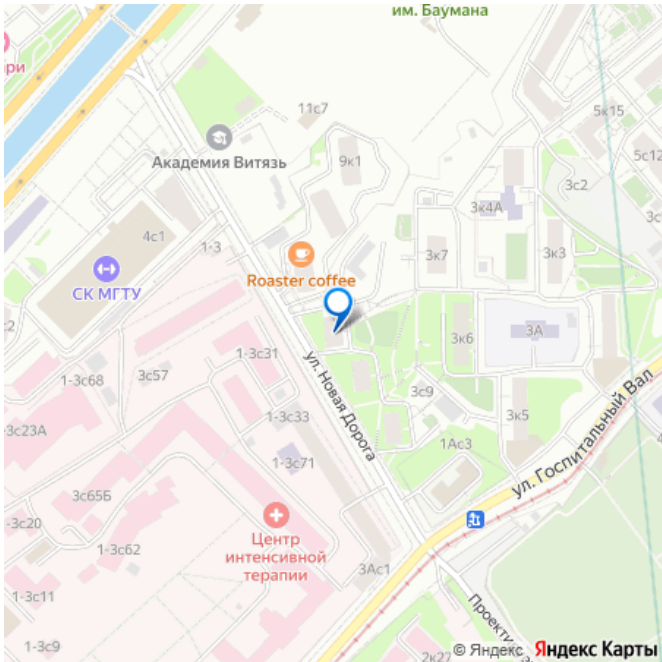 им. Баумана
ари
11с7
5к15
Академия Витязь
9к1
5с12
3с2
3к4А
4с1
1-3
3к7
3к3
Roaster coffee
СК МГТУ
3к6
3А
1-3с31
3с57
1-3с68
ул. Новая Дорога
3с9
1-3с33
3к5
ул. Госпитальный Вал
1-3с23А
1Ас3
1-3с71
3с65Б
1-3с20
1-3с62
Центр
интенсивной
терапии
3Ас1
1-3с11
Проекти
1-3с9
2к27
© Яндекс Яндекс Карты